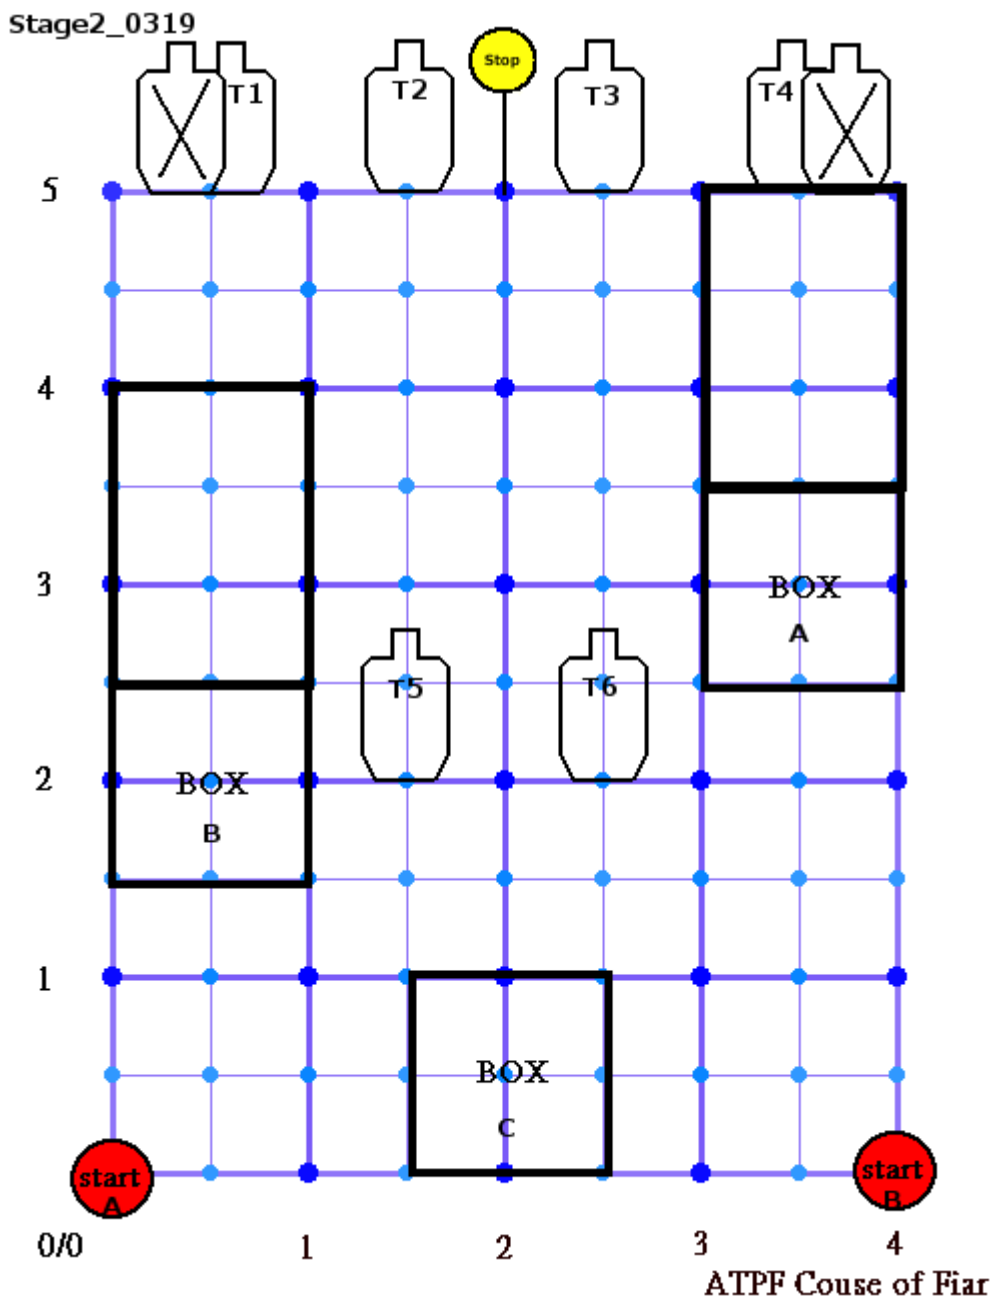 Stage2_0319
T1
T2
Stop
T3
T4
5
4
3
BOX
A
T5
T6
2
BOX
B
1
BOX
C
start
A
start
B
0/0
1
2
3
4
ATPF Couse of Fiar